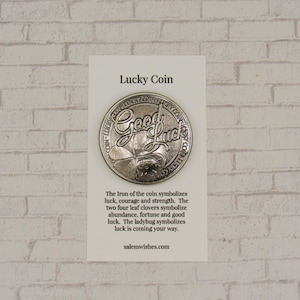 Lucky Coin
Good
Luck
The Iron of the coin symbolizes
luck, courage and strength. The
two four leaf clovers symbolize
abundance, fortune and good
luck. The ladybug symbolizes
luck is coming your way.
salemwishes.com